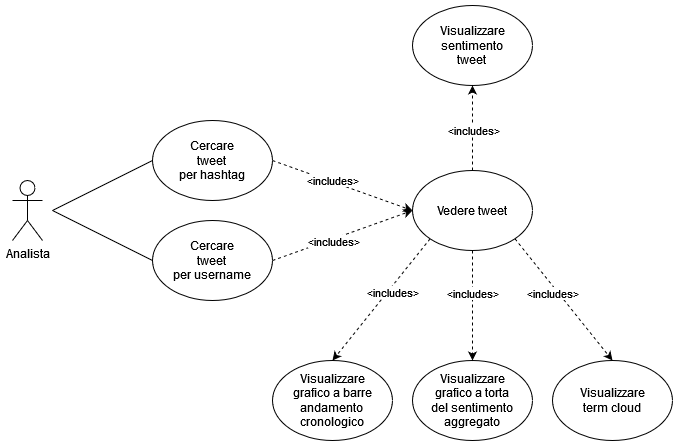 Visualizzare
sentimento
tweet
<includes>
Cercare
tweet
per hashtag
<includes>
Vedere tweet
Analista
Cercare
tweet
per username
<includes>
<includes>
<includes>
<includes>
Visualizzare
grafico a barre
andamento
cronologico
Visualizzare
grafico a torta
del sentimento
aggregato
Visualizzare
term cloud